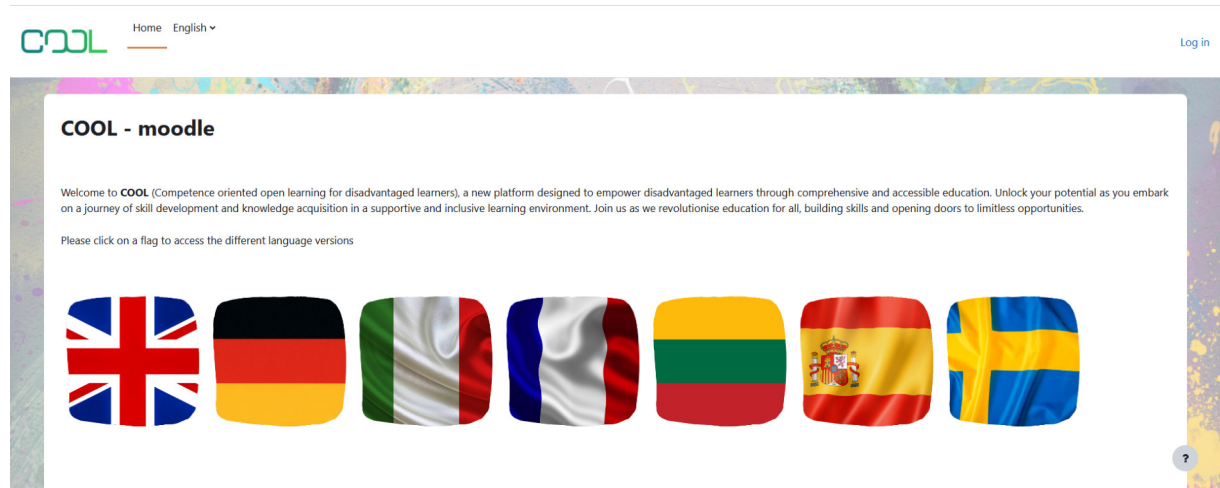 COOL
Home English
Log in
COOL - moodle
Welcome to COOL (Competence oriented open learning for disadvantaged learners), a new platform designed to empower disadvantaged learners through comprehensive and accessible education. Unlock your potential as you embark
on a journey of skill development and knowledge acquisition in a supportive and inclusive learning environment. Join us as we revolutionise education for all, building skills and opening doors to limitless opportunities.
Please click on a flag to access the different language versions
?